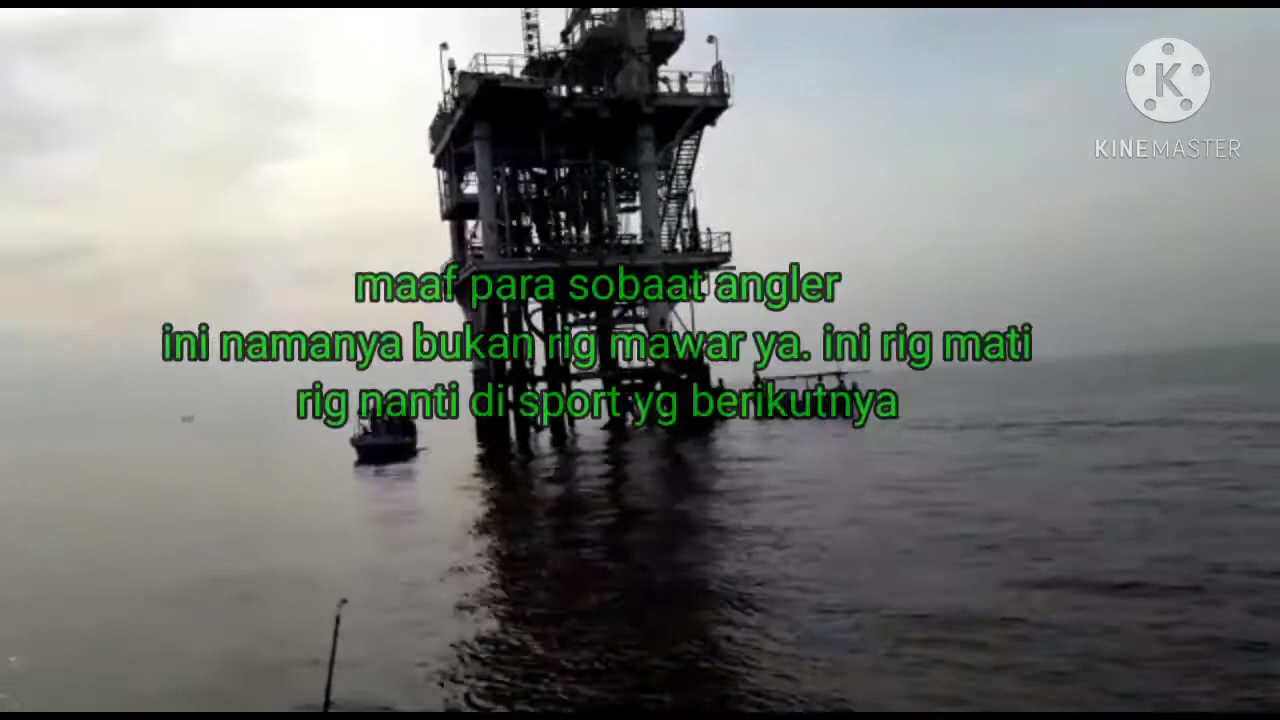 KINEMASTER
maaf para sobaat angler
ini namanya bukan rig mawar ya. ini rig mati
rig nanti di sport yg berikutnya